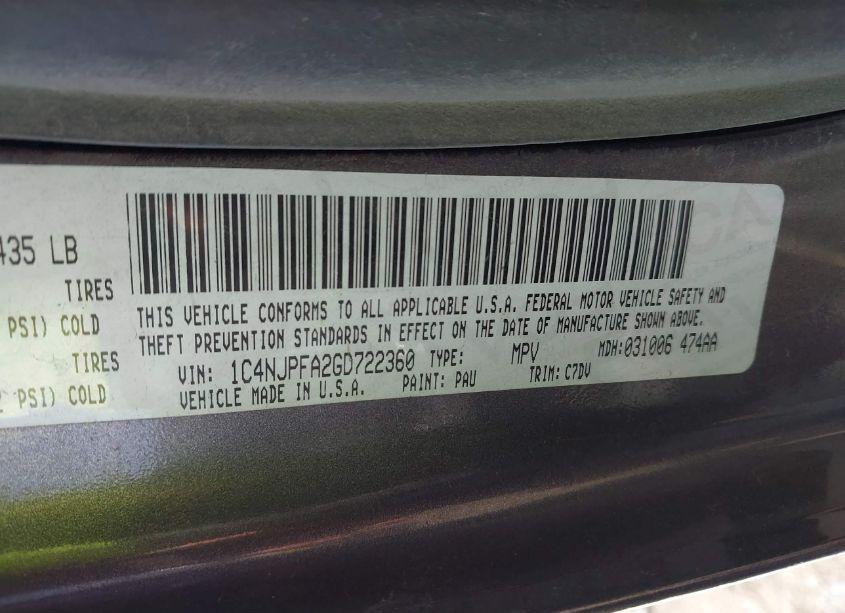 435 LB
TIRES
PSI) COLD
TIRES
PSI) COLD
THIS VEHICLE CONFORMS TO ALL APPLICABLE U.S.A. FEDERAL MOTOR VEHICLE SAFETY AND
THEFT PREVENTION STANDARDS IN EFFECT ON THE DATE OF MANUFACTURE SHOWN ABOVE.
VIN: 1C4NJPFA2GD722360 TYPE: MPV MDH:031006 474AA
VEHICLE MADE IN U.S.A. PAINT: PAU TRIM: C7DV